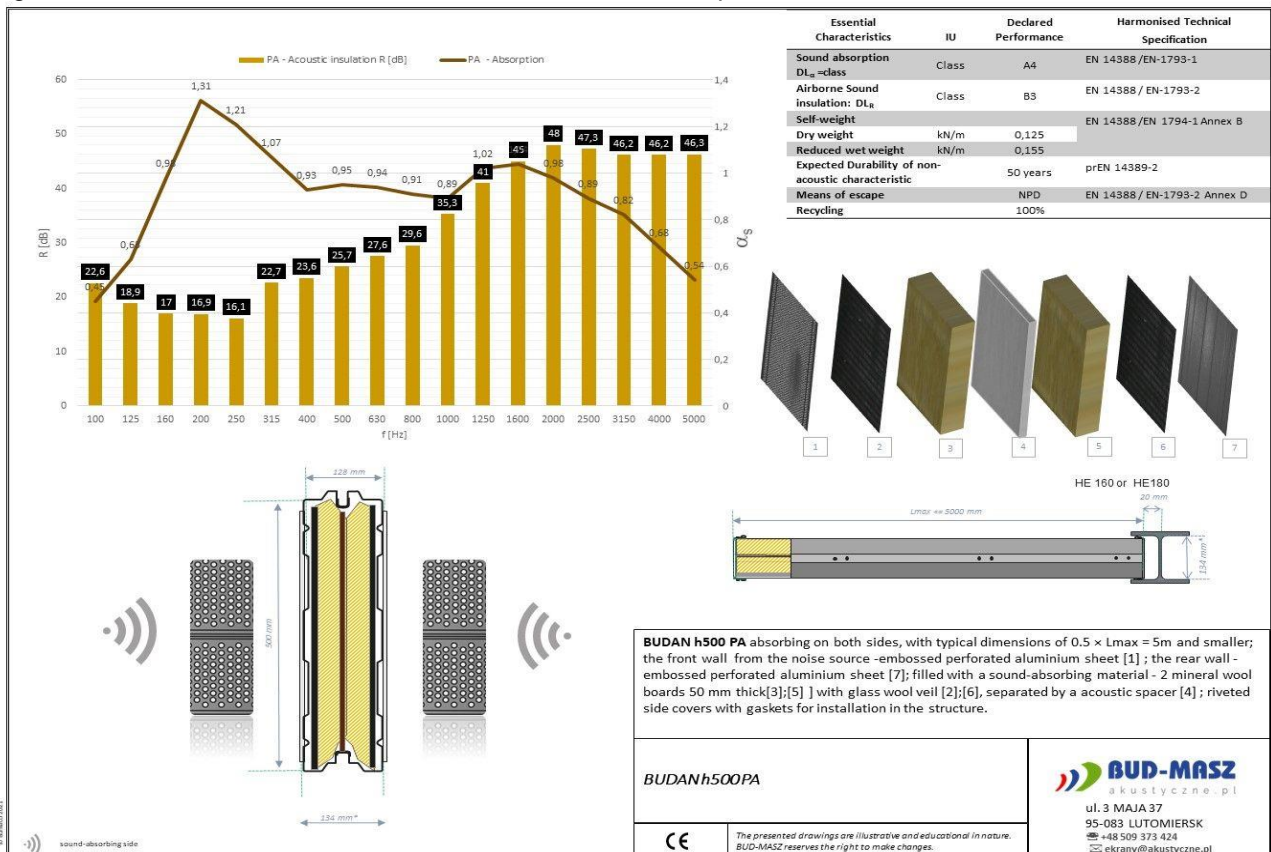 PA - Acoustic insulation R [dB]
PA - Absorption
R [dB]
60
50
40
30
20
10
0
1,4
1,2
1
0,8
0,6
0,4
0,2
0
αs
1,31
1,21
1,07
0,93
0,95
0,94
0,91
0,89
1,02
0,98
0,89
0,82
0,68
0,54
0,45
22,6
18,9
17
16,9
16,1
22,7
23,6
25,7
27,6
29,6
35,3
41
45
48
47,3
46,2
46,2
46,3
100 125 160 200 250 315 400 500 630 800 1000 1250 1600 2000 2500 3150 4000 5000
f [Hz]
Essential Characteristics IU Declared Performance Harmonised Technical Specification
Sound absorption DLα =class Class A4 EN 14388 /EN-1793-1
Airborne Sound insulation: DLR Class B3 EN 14388 / EN-1793-2
Self-weight EN 14388 /EN 1794-1 Annex B
Dry weight kN/m 0,125
Reduced wet weight kN/m 0,155
Expected Durability of non-acoustic characteristic 50 years prEN 14389-2
Means of escape NPD EN 14388 / EN-1793-2 Annex D
Recycling 100%
1 2 3 4 5 6 7
128 mm
500 mm
134 mm*
HE 160 or HE180
20 mm
Lmax == 5000 mm
134 mm*
BUDAN h500 PA absorbing on both sides, with typical dimensions of 0.5 × Lmax = 5m and smaller;
the front wall from the noise source -embossed perforated aluminium sheet [1] ; the rear wall -
embossed perforated aluminium sheet [7]; filled with a sound-absorbing material - 2 mineral wool
boards 50 mm thick[3];[5] ] with glass wool veil [2];[6], separated by a acoustic spacer [4] ; riveted
side covers with gaskets for installation in the structure.
BUDANh500PA
CE
The presented drawings are illustrative and educational in nature.
BUD-MASZ reserves the right to make changes.
BUD-MASZ
akustyczne.pl
ul. 3 MAJA 37
95-083 LUTOMIERSK
+48 509 373 424
ekrany@akustyczne.pl
sound-absorbing side